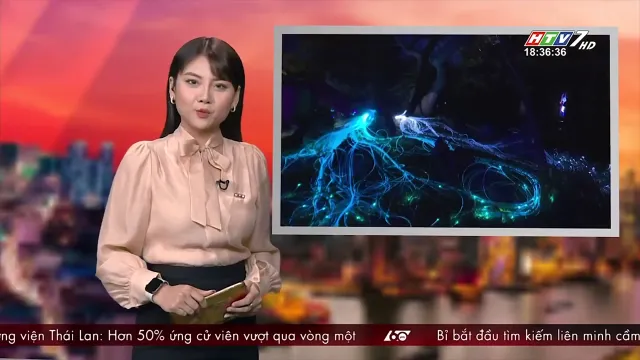 HTV7 HD
18:36:36
ng viện Thái Lan: Hơn 50% ứng cử viên vượt qua vòng một 60 Bỉ bắt đầu tìm kiếm liên minh cầm